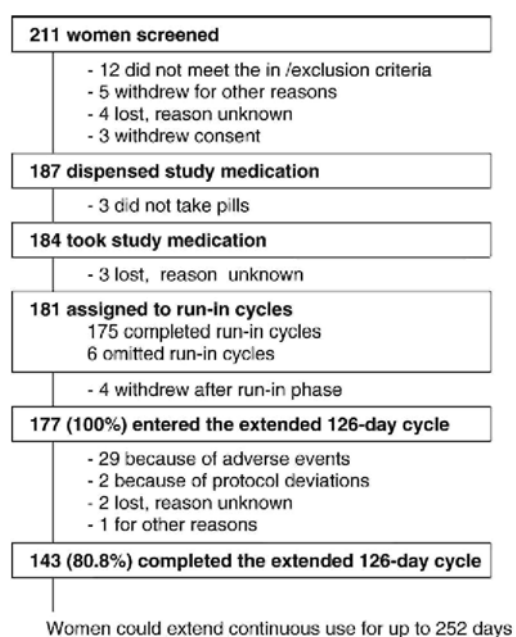 211 women screened
- 12 did not meet the in /exclusion criteria
- 5 withdrew for other reasons
- 4 lost, reason unknown
- 3 withdrew consent
187 dispensed study medication
- 3 did not take pills
184 took study medication
- 3 lost, reason unknown
181 assigned to run-in cycles
175 completed run-in cycles
6 omitted run-in cycles
- 4 withdrew after run-in phase
177 (100%) entered the extended 126-day cycle
- 29 because of adverse events
- 2 because of protocol deviations
- 2 lost, reason unknown
- 1 for other reasons
143 (80.8%) completed the extended 126-day cycle
Women could extend continuous use for up to 252 days